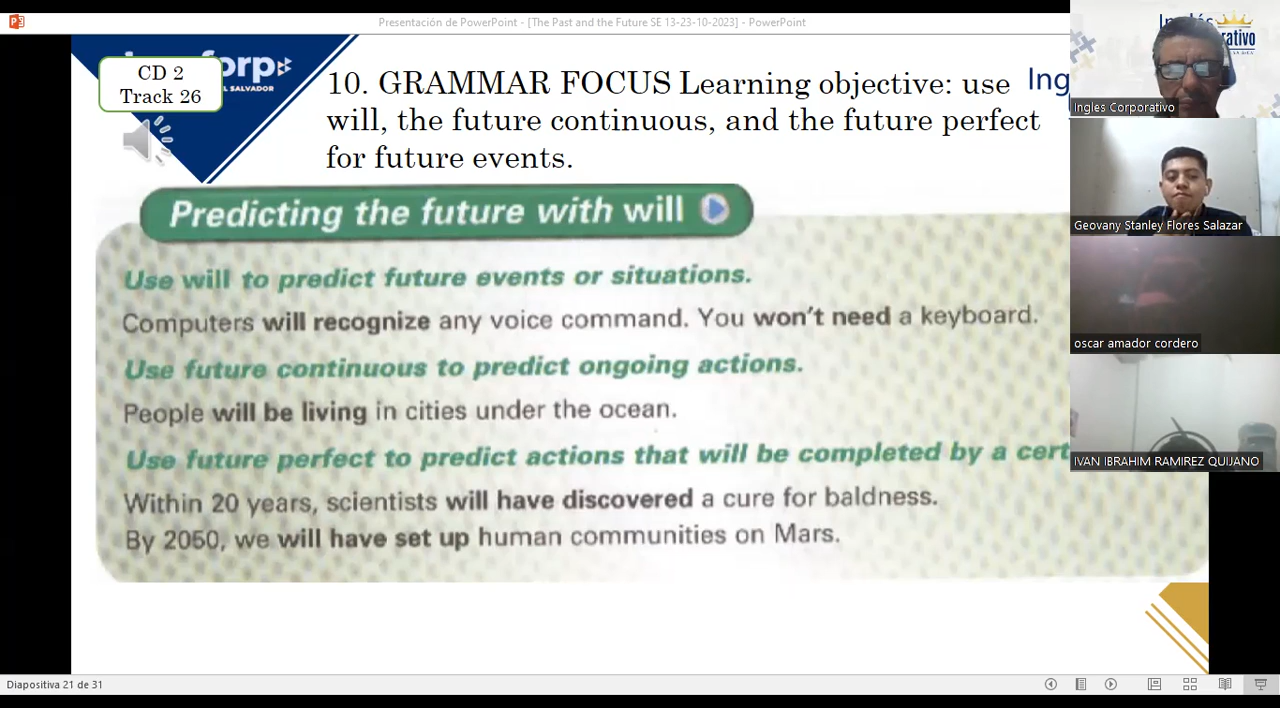 Presentación de PowerPoint - [The Past and the Future SE 13-23-10-2023] - PowerPoint
CD 2
Track 26
EL SALVADOR
10. GRAMMAR FOCUS Learning objective: use
will, the future continuous, and the future perfect
for future events.
Predicting the future with will
Use will to predict future events or situations.
Computers will recognize any voice command. You won't need a keyboard.
Use future continuous to predict ongoing actions.
People will be living in cities under the ocean.
Use future perfect to predict actions that will be completed by a
Within 20 years, scientists will have discovered a cure for baldness.
By 2050, we will have set up human communities on Mars.
Ingles Corporativo
Geovany Stanley Flores Salazar
oscar amador cordero
IVAN IBRAHIM RAMIREZ QUIJANO
Diapositiva 21 de 31